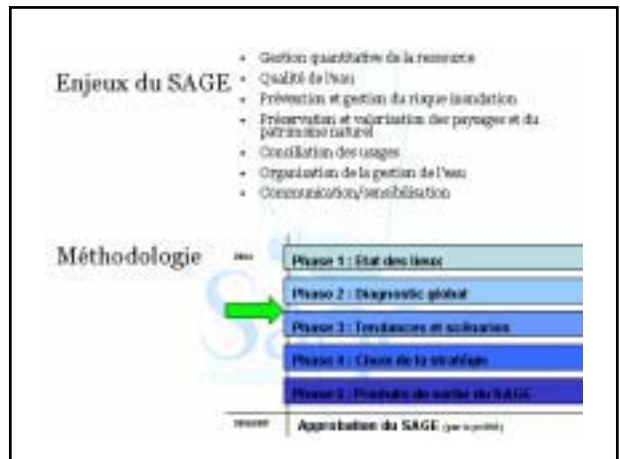 Enjeux du SAGE
• Gestion quantitative de la ressource
• Qualité de l'eau
• Prévention et gestion du risque inondation
• Préservation et valorisation des paysages et du
patrimoine naturel
• Conciliation des usages
• Organisation de la gestion de l'eau
• Communication/sensibilisation
Méthodologie
Phase 1 : Etat des lieux
Phase 2 : Diagnostic global
Phase 3 : Tendances et scénarios
Phase 4 : Choix de la stratégie
Phase 5 : Produits de sortie du SAGE
Approbation du SAGE (par le préfet)